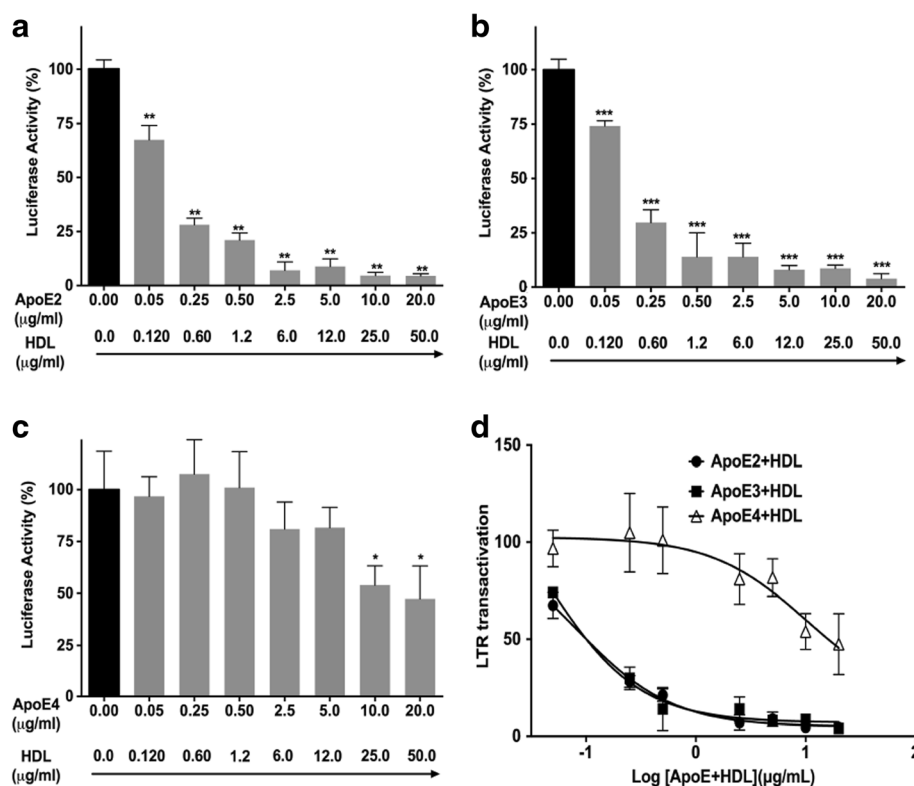 a
Luciferase Activity (%)
100
75
50
25
0
** ** ** ** ** ** **
ApoE2 0.00 0.05 0.25 0.50 2.5 5.0 10.0 20.0
(µg/ml)
HDL 0.0 0.120 0.60 1.2 6.0 12.0 25.0 50.0
(µg/ml)
b
Luciferase Activity (%)
100
75
50
25
0
*** *** *** *** *** *** ***
ApoE3 0.00 0.05 0.25 0.50 2.5 5.0 10.0 20.0
(µg/ml)
HDL 0.0 0.120 0.60 1.2 6.0 12.0 25.0 50.0
(µg/ml)
c
Luciferase Activity (%)
100
75
50
25
0
* *
ApoE4 0.00 0.05 0.25 0.50 2.5 5.0 10.0 20.0
(µg/ml)
HDL 0.0 0.120 0.60 1.2 6.0 12.0 25.0 50.0
(µg/ml)
d
LTR transactivation
150
100
50
0
ApoE2+HDL
ApoE3+HDL
ApoE4+HDL
-1 0 1 2
Log [ApoE+HDL](µg/mL)